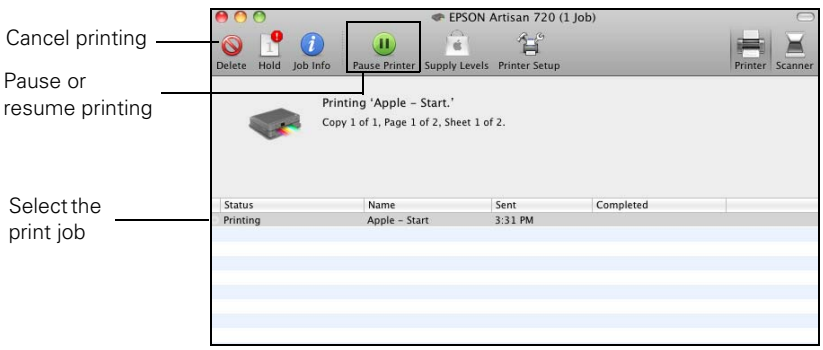 EPSON Artisan 720 (1 Job)
Cancel printing
Delete Hold Job Info Pause Printer Supply Levels Printer Setup Printer Scanner
Pause or
resume printing
Printing 'Apple – Start.'
Copy 1 of 1, Page 1 of 2, Sheet 1 of 2.
Select the
print job
Status Name Sent Completed
Printing Apple – Start 3:31 PM